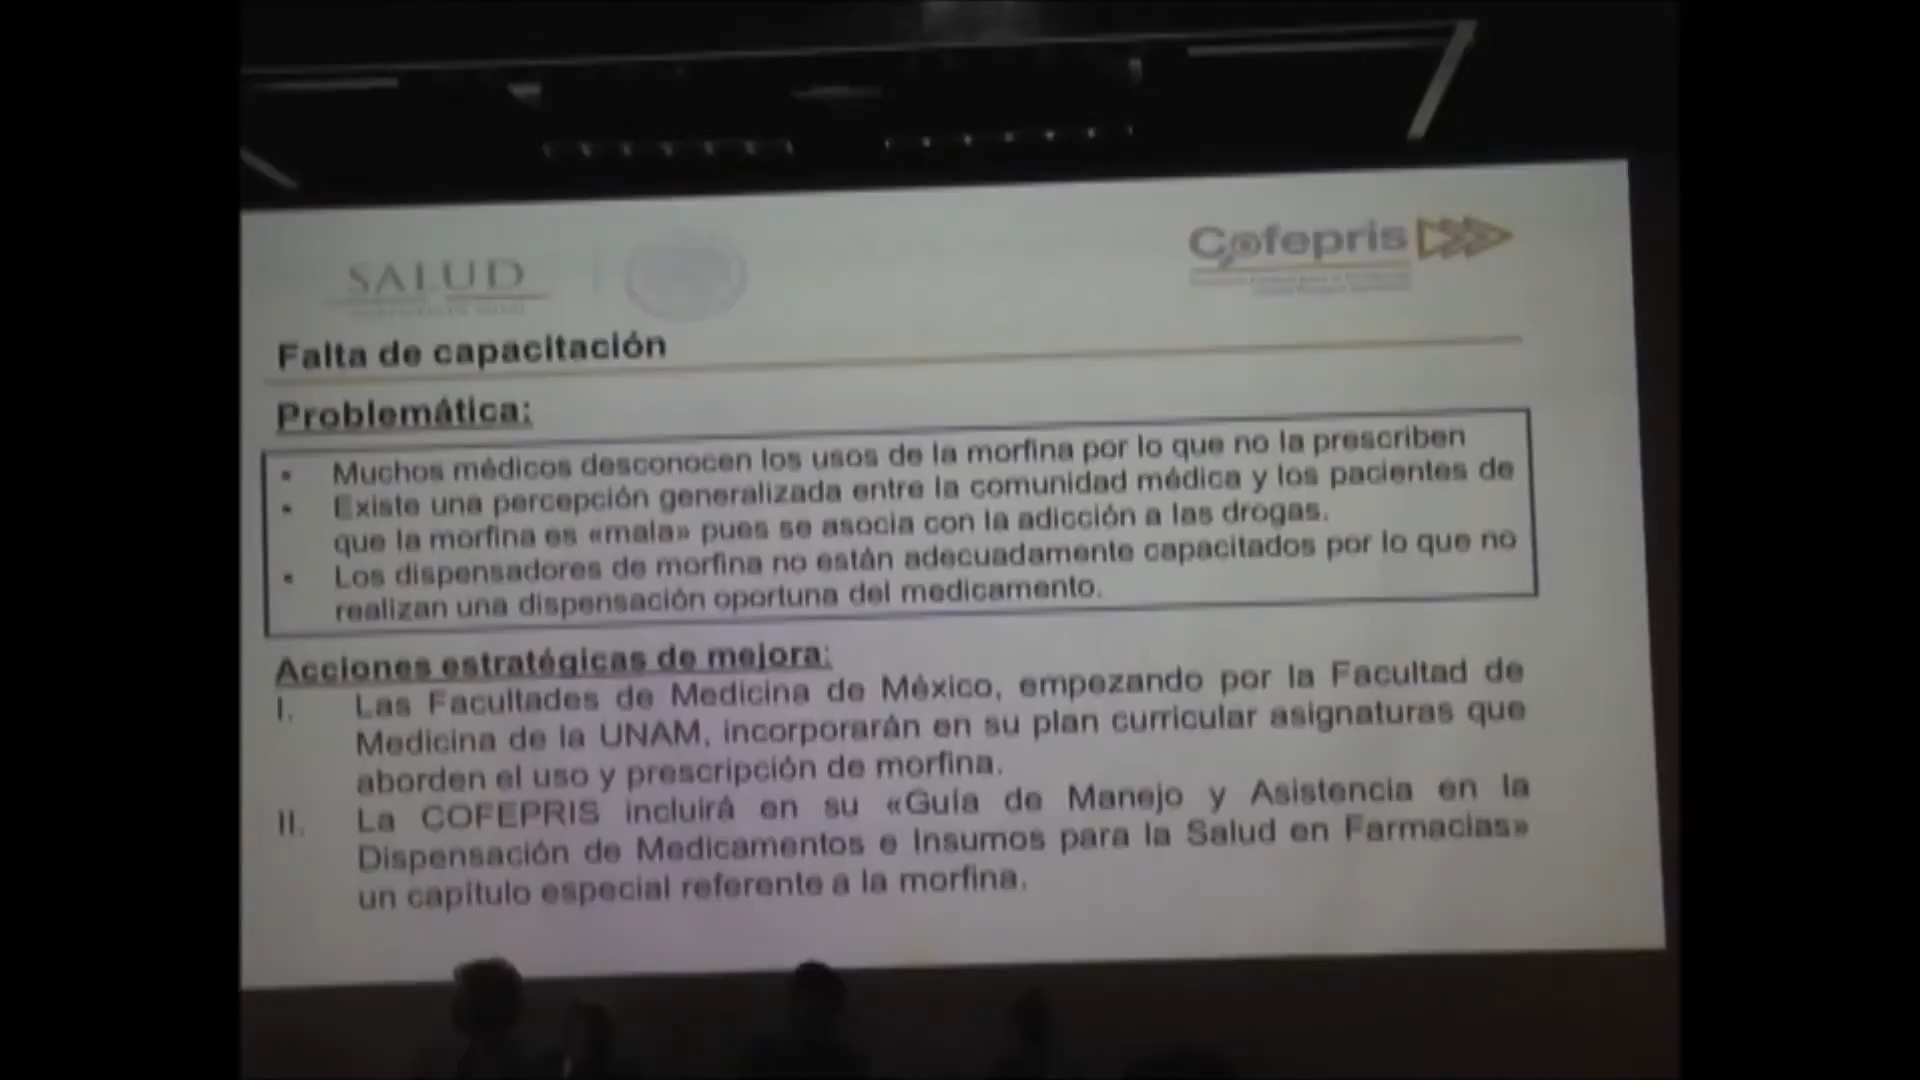 SALUD
Cofepris
Falta de capacitación
Problemática:
• Muchos médicos desconocen los usos de la morfina por lo que no la prescriben
• Existe una percepción generalizada entre la comunidad médica y los pacientes de
que la morfina es «mala» pues se asocia con la adicción a las drogas.
• Los dispensadores de morfina no están adecuadamente capacitados por lo que no
realizan una dispensación oportuna del medicamento.
Acciones estratégicas de mejora:
I. Las Facultades de Medicina de México, empezando por la Facultad de
Medicina de la UNAM, incorporarán en su plan curricular asignaturas que
aborden el uso y prescripción de morfina.
II. La COFEPRIS incluirá en su «Guía de Manejo y Asistencia en la
Dispensación de Medicamentos e Insumos para la Salud en Farmacias»
un capítulo especial referente a la morfina.